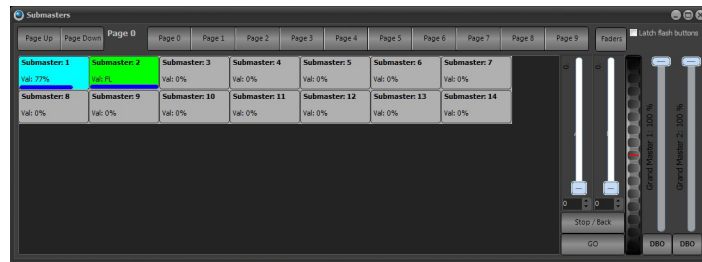 Submasters
Page Up Page Down Page 0 Page 0 Page 1 Page 2 Page 3 Page 4 Page 5 Page 6 Page 7 Page 8 Page 9 Faders Latch flash buttons
Submaster: 1 Submaster: 2 Submaster: 3 Submaster: 4 Submaster: 5 Submaster: 6 Submaster: 7
Val: 77% Val: FL Val: 0% Val: 0% Val: 0% Val: 0% Val: 0%
Submaster: 8 Submaster: 9 Submaster: 10 Submaster: 11 Submaster: 12 Submaster: 13 Submaster: 14
Val: 0% Val: 0% Val: 0% Val: 0% Val: 0% Val: 0% Val: 0%
Grand Master 1: 100 %
Grand Master 2: 100 %
0 0
Stop / Back
GO DBO DBO